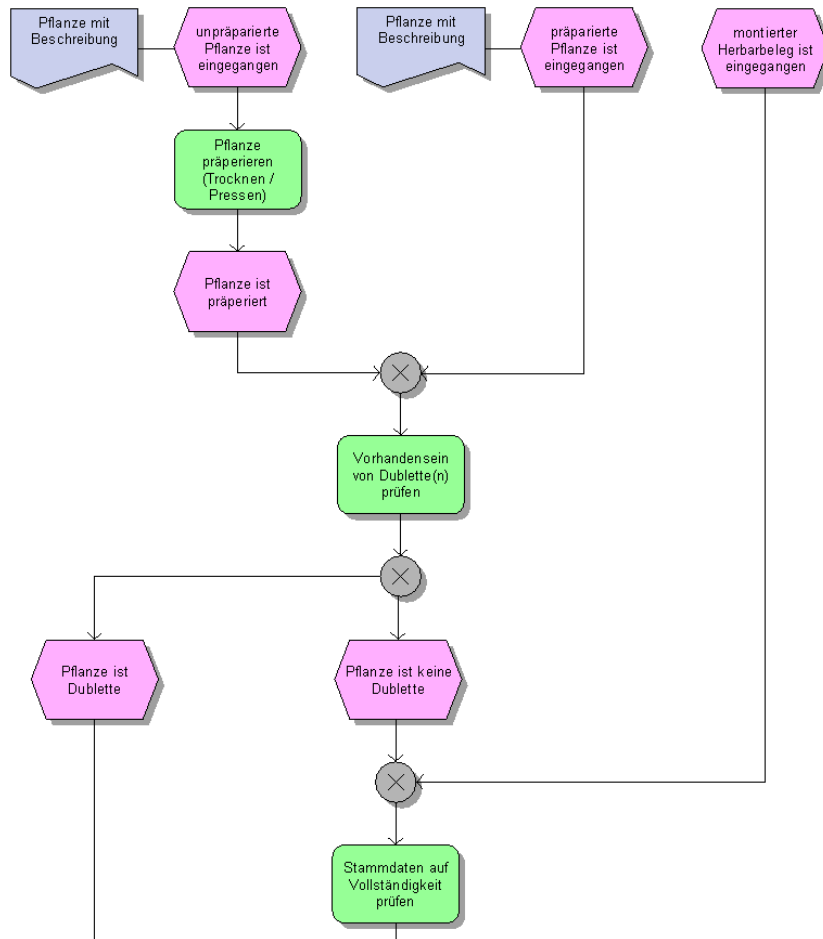 Pflanze mit
Beschreibung
unpräparierte
Pflanze ist
eingegangen
Pflanze mit
Beschreibung
präparierte
Pflanze ist
eingegangen
montierter
Herbarbeleg ist
eingegangen
Pflanze
präperieren
(Trocknen /
Pressen)
Pflanze ist
präperiert
Vorhandensein
von Dublette(n)
prüfen
Pflanze ist
Dublette
Pflanze ist keine
Dublette
Stammdaten auf
Vollständigkeit
prüfen